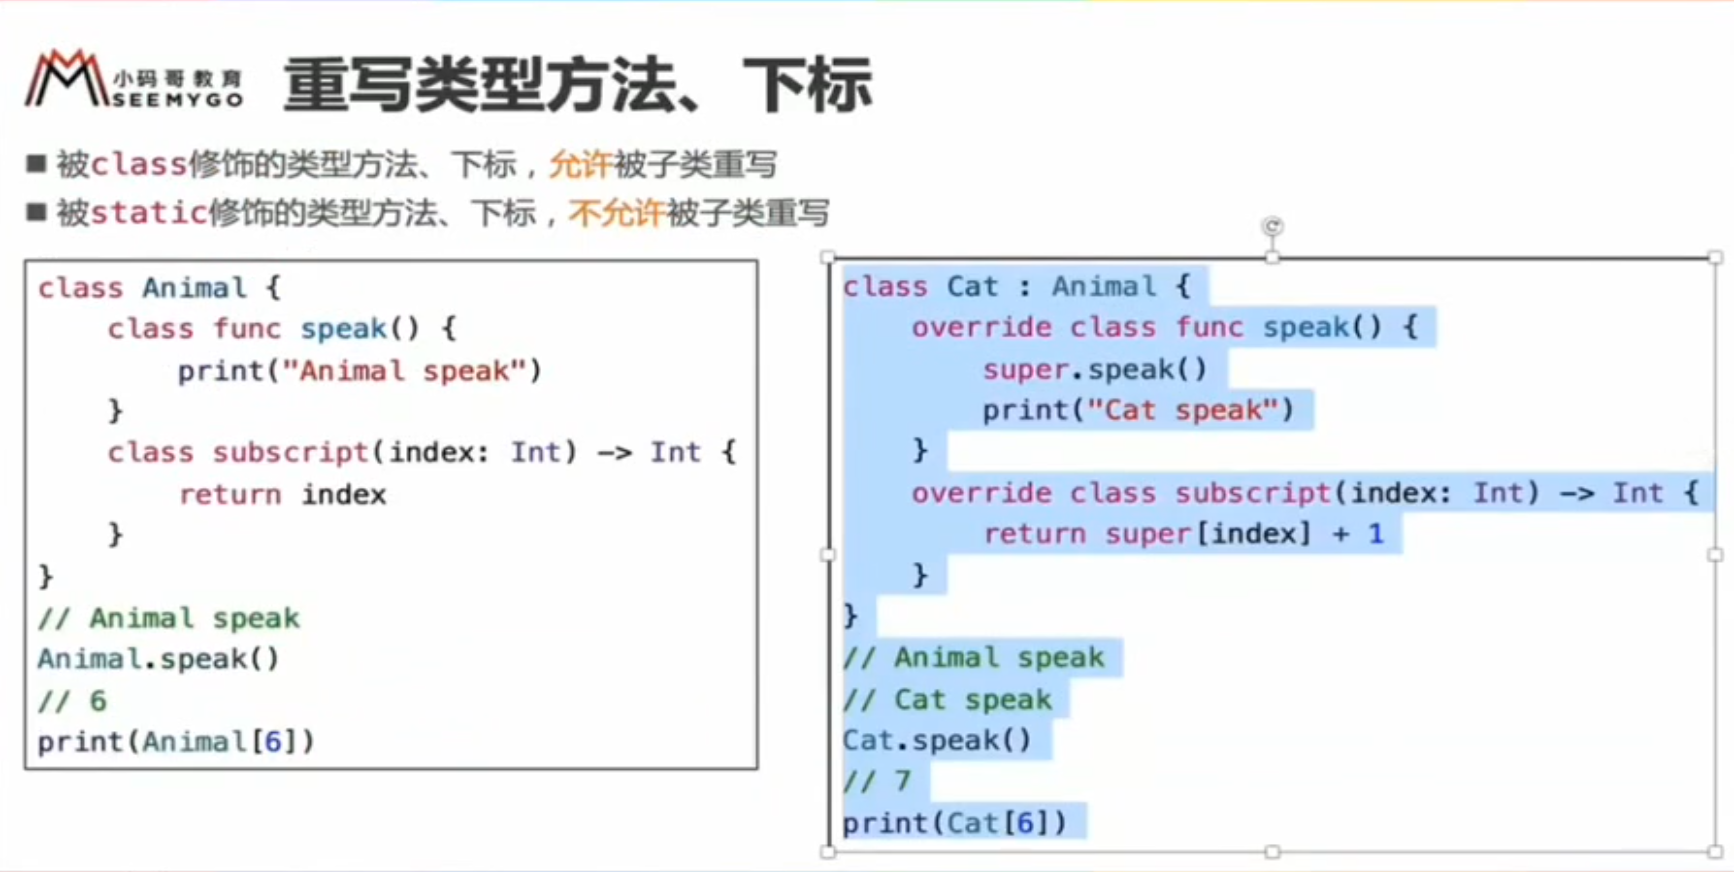 小码哥教育
SEEMYGO
重写类型方法、下标
■ 被class修饰的类型方法、下标，允许被子类重写
■ 被static修饰的类型方法、下标，不允许被子类重写
class Animal {
    class func speak() {
        print("Animal speak")
    }
    class subscript(index: Int) -> Int {
        return index
    }
}
// Animal speak
Animal.speak()
// 6
print(Animal[6])
class Cat : Animal {
    override class func speak() {
        super.speak()
        print("Cat speak")
    }
    override class subscript(index: Int) -> Int {
        return super[index] + 1
    }
}
// Animal speak
// Cat speak
Cat.speak()
// 7
print(Cat[6])